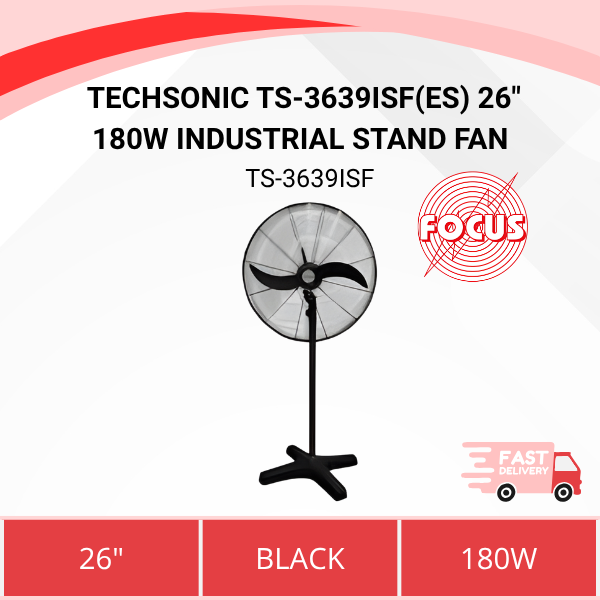 TECHSONIC TS-3639ISF(ES) 26"
180W INDUSTRIAL STAND FAN
TS-3639ISF
FOCUS
FAST
DELIVERY
26"
BLACK
180W